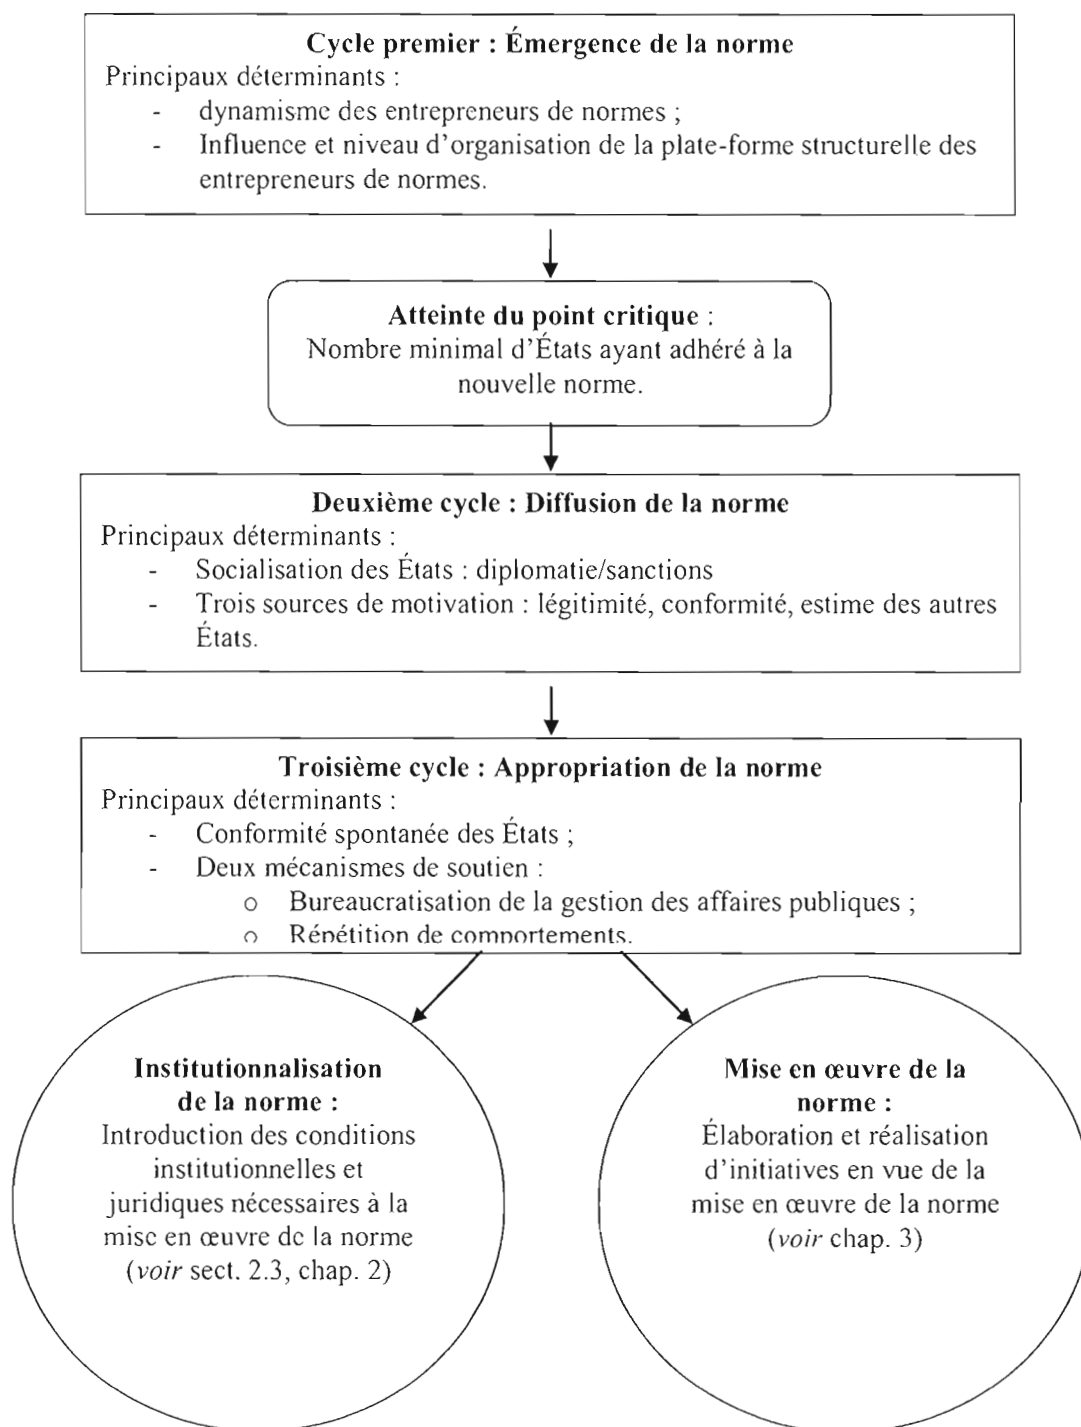 Cycle premier : Émergence de la norme
Principaux déterminants :
- dynamisme des entrepreneurs de normes ;
- Influence et niveau d'organisation de la plate-forme structurelle des
entrepreneurs de normes.
Atteinte du point critique :
Nombre minimal d'États ayant adhéré à la
nouvelle norme.
Deuxième cycle : Diffusion de la norme
Principaux déterminants :
- Socialisation des États : diplomatie/sanctions
- Trois sources de motivation : légitimité, conformité, estime des autres
États.
Troisième cycle : Appropriation de la norme
Principaux déterminants :
- Conformité spontanée des États ;
- Deux mécanismes de soutien :
o Bureaucratisation de la gestion des affaires publiques ;
o Répétition de comportements.
Institutionnalisation
de la norme :
Introduction des conditions
institutionnelles et
juridiques nécessaires à la
mise en œuvre de la norme
(voir sect. 2.3, chap. 2)
Mise en œuvre de la
norme :
Élaboration et réalisation
d'initiatives en vue de la
mise en œuvre de la norme
(voir chap. 3)